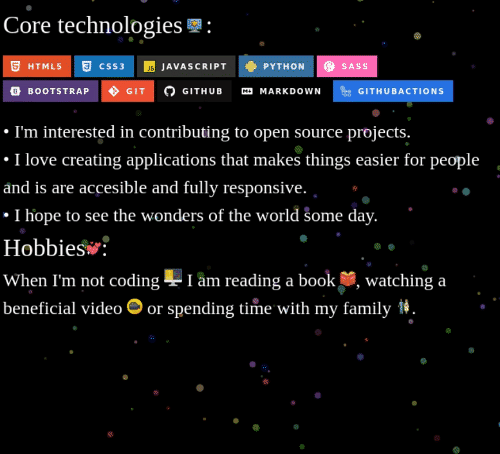 Core technologies 💻:
HTML5 CSS3 JAVASCRIPT PYTHON SASS
BOOTSTRAP GIT GITHUB MARKDOWN GITHUBACTIONS
• I'm interested in contributing to open source projects.
• I love creating applications that makes things easier for people
and is are accesible and fully responsive.
• I hope to see the wonders of the world some day.
Hobbies💓:
When I'm not coding 💻 I am reading a book 📖, watching a
beneficial video 😎 or spending time with my family 👫.